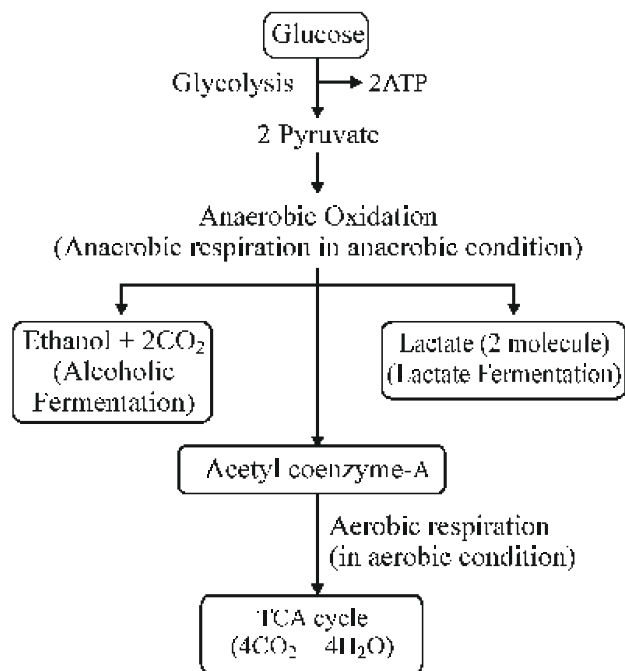 Glucose
Glycolysis
2ATP
2 Pyruvate
Anaerobic Oxidation
(Anaerobic respiration in anaerobic condition)
Ethanol + 2CO₂
(Alcoholic
Fermentation)
Lactate (2 molecule)
(Lactate Fermentation)
Acetyl coenzyme-A
Aerobic respiration
(in aerobic condition)
TCA cycle
(4CO₂ 4H₂O)